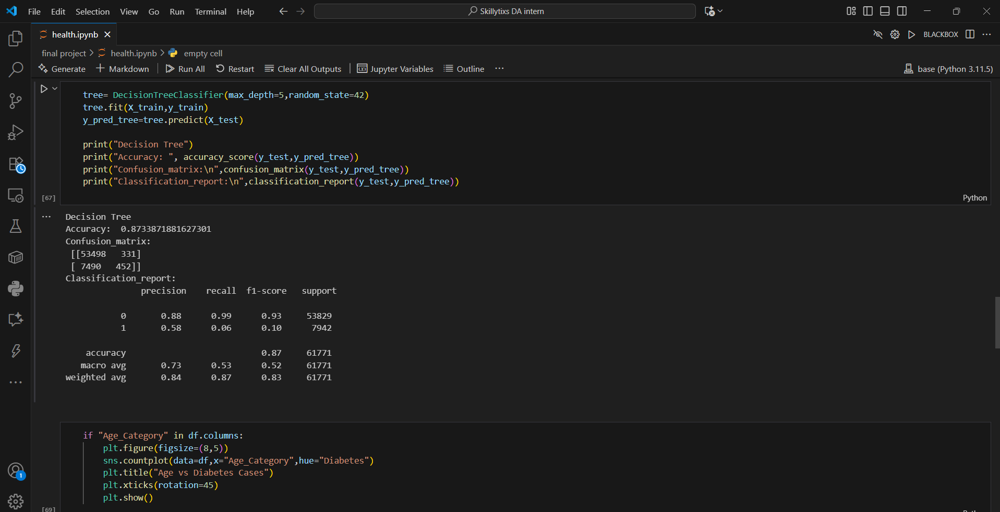 File Edit Selection View Go Run Terminal Help
Skillytixs DA intern
health.ipynb
BLACKBOX
final project > health.ipynb > empty cell
Generate + Markdown Run All Restart Clear All Outputs Jupyter Variables Outline ...
base (Python 3.11.5)
tree= DecisionTreeClassifier(max_depth=5,random_state=42)
tree.fit(X_train,y_train)
y_pred_tree=tree.predict(X_test)
print("Decision Tree")
print("Accuracy: ", accuracy_score(y_test,y_pred_tree))
print("Confusion_matrix:\n",confusion_matrix(y_test,y_pred_tree))
print("Classification_report:\n",classification_report(y_test,y_pred_tree))
[67]
Python
Decision Tree
Accuracy:  0.8733871881627301
Confusion_matrix:
[[53498   331]
[ 7490   452]]
Classification_report:
precision    recall  f1-score   support
0       0.88      0.99      0.93     53829
1       0.58      0.06      0.10      7942
accuracy                           0.87     61771
macro avg       0.73      0.53      0.52     61771
weighted avg       0.84      0.87      0.83     61771
if "Age_Category" in df.columns:
plt.figure(figsize=(8,5))
sns.countplot(data=df,x="Age_Category",hue="Diabetes")
plt.title("Age vs Diabetes Cases")
plt.xticks(rotation=45)
plt.show()
1
[69]